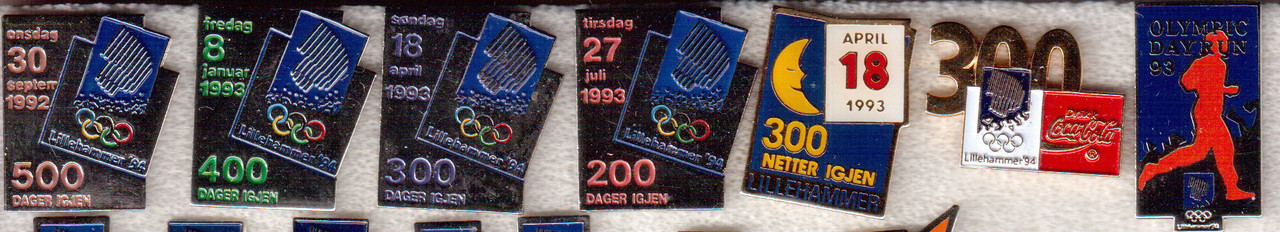 onsdag
30
septem
1992
Lillehammer '94
500
DAGER IGJEN
fredag
8
januar
1993
Lillehammer '94
400
DAGER IGJEN
søndag
18
april
1993
Lillehammer '94
300
DAGER IGJEN
tirsdag
27
juli
1993
Lillehammer '94
200
DAGER IGJEN
APRIL
18
1993
300
NETTER IGJEN
LILLEHAMMER
300
Lillehammer '94
Drikk
Coca-Cola
®
OLYMPIC
DAY RUN
93